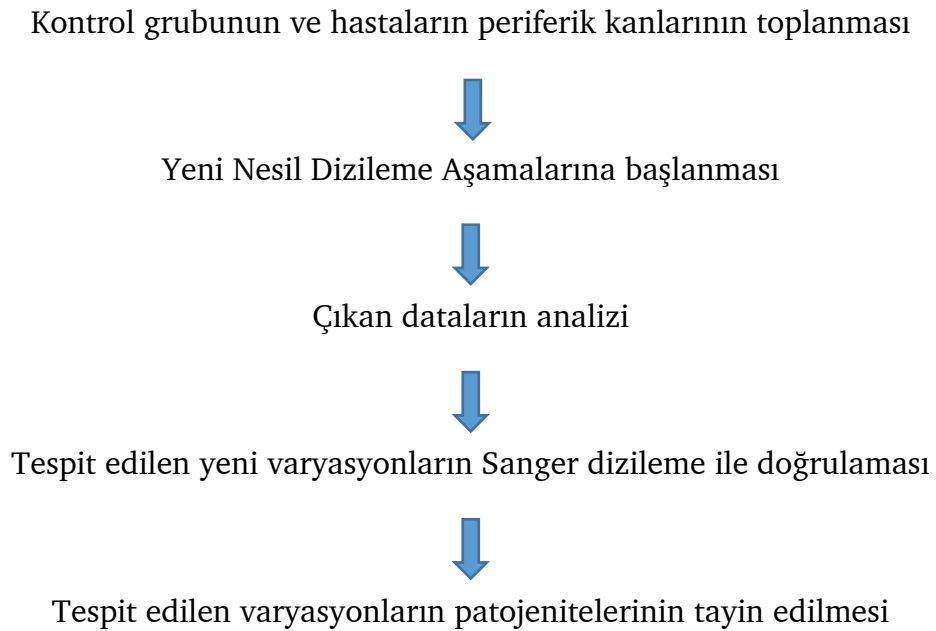 Kontrol grubunun ve hastaların periferik kanlarının toplanması
Yeni Nesil Dizileme Aşamalarına başlanması
Çıkan dataların analizi
Tespit edilen yeni varyasyonların Sanger dizileme ile doğrulaması
Tespit edilen varyasyonların patojenitelerinin tayin edilmesi